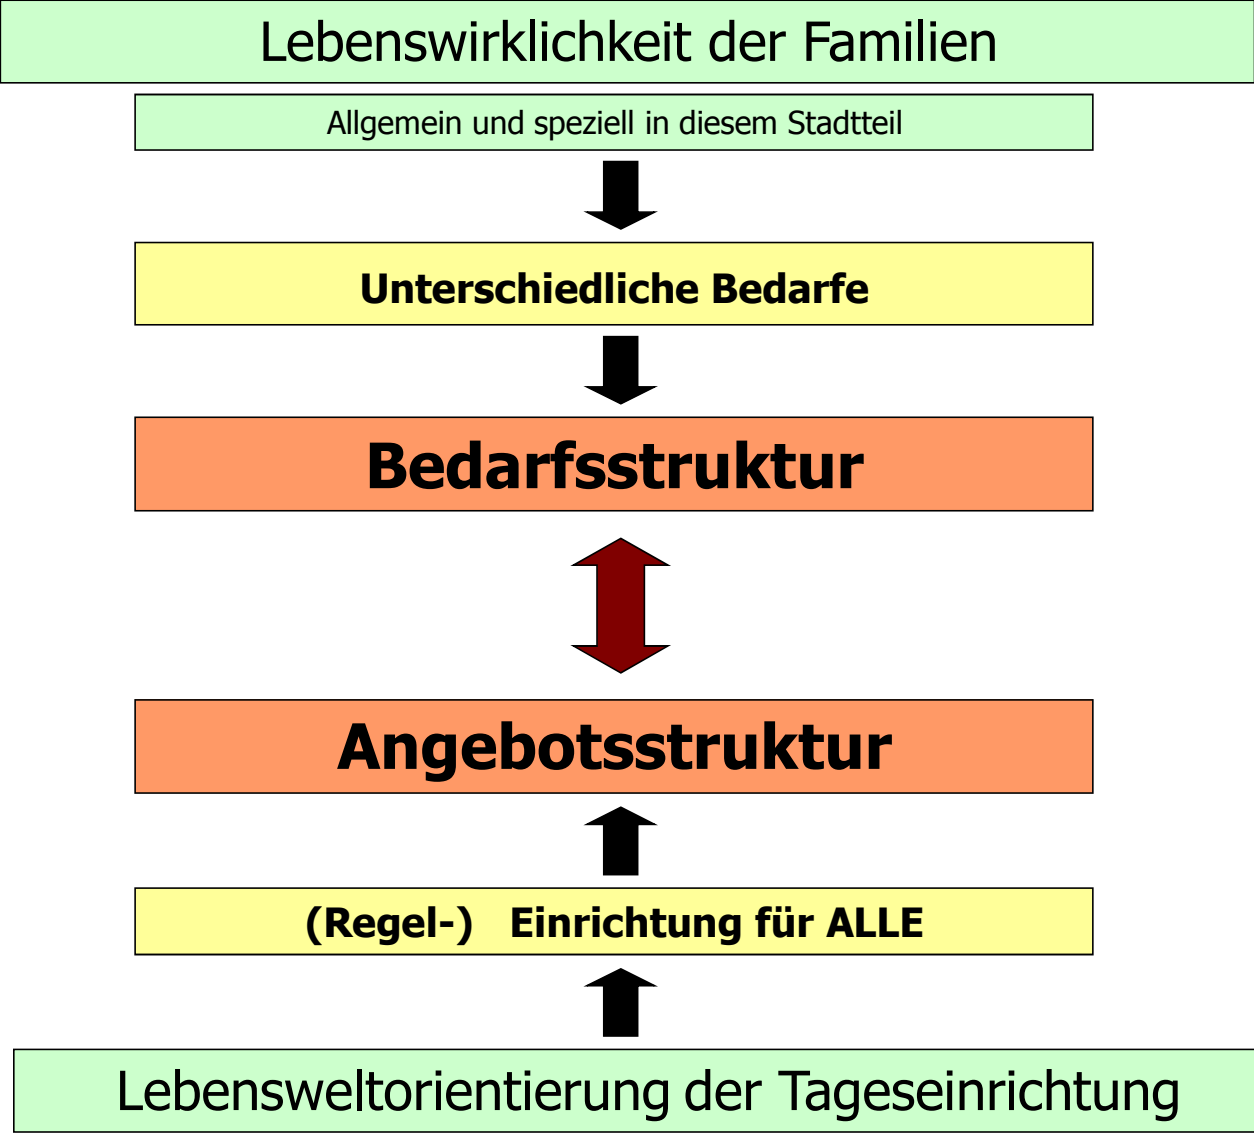 Lebenswirklichkeit der Familien
Allgemein und speziell in diesem Stadtteil
Unterschiedliche Bedarfe
Bedarfsstruktur
Angebotsstruktur
(Regel-) Einrichtung für ALLE
Lebensweltorientierung der Tageseinrichtung